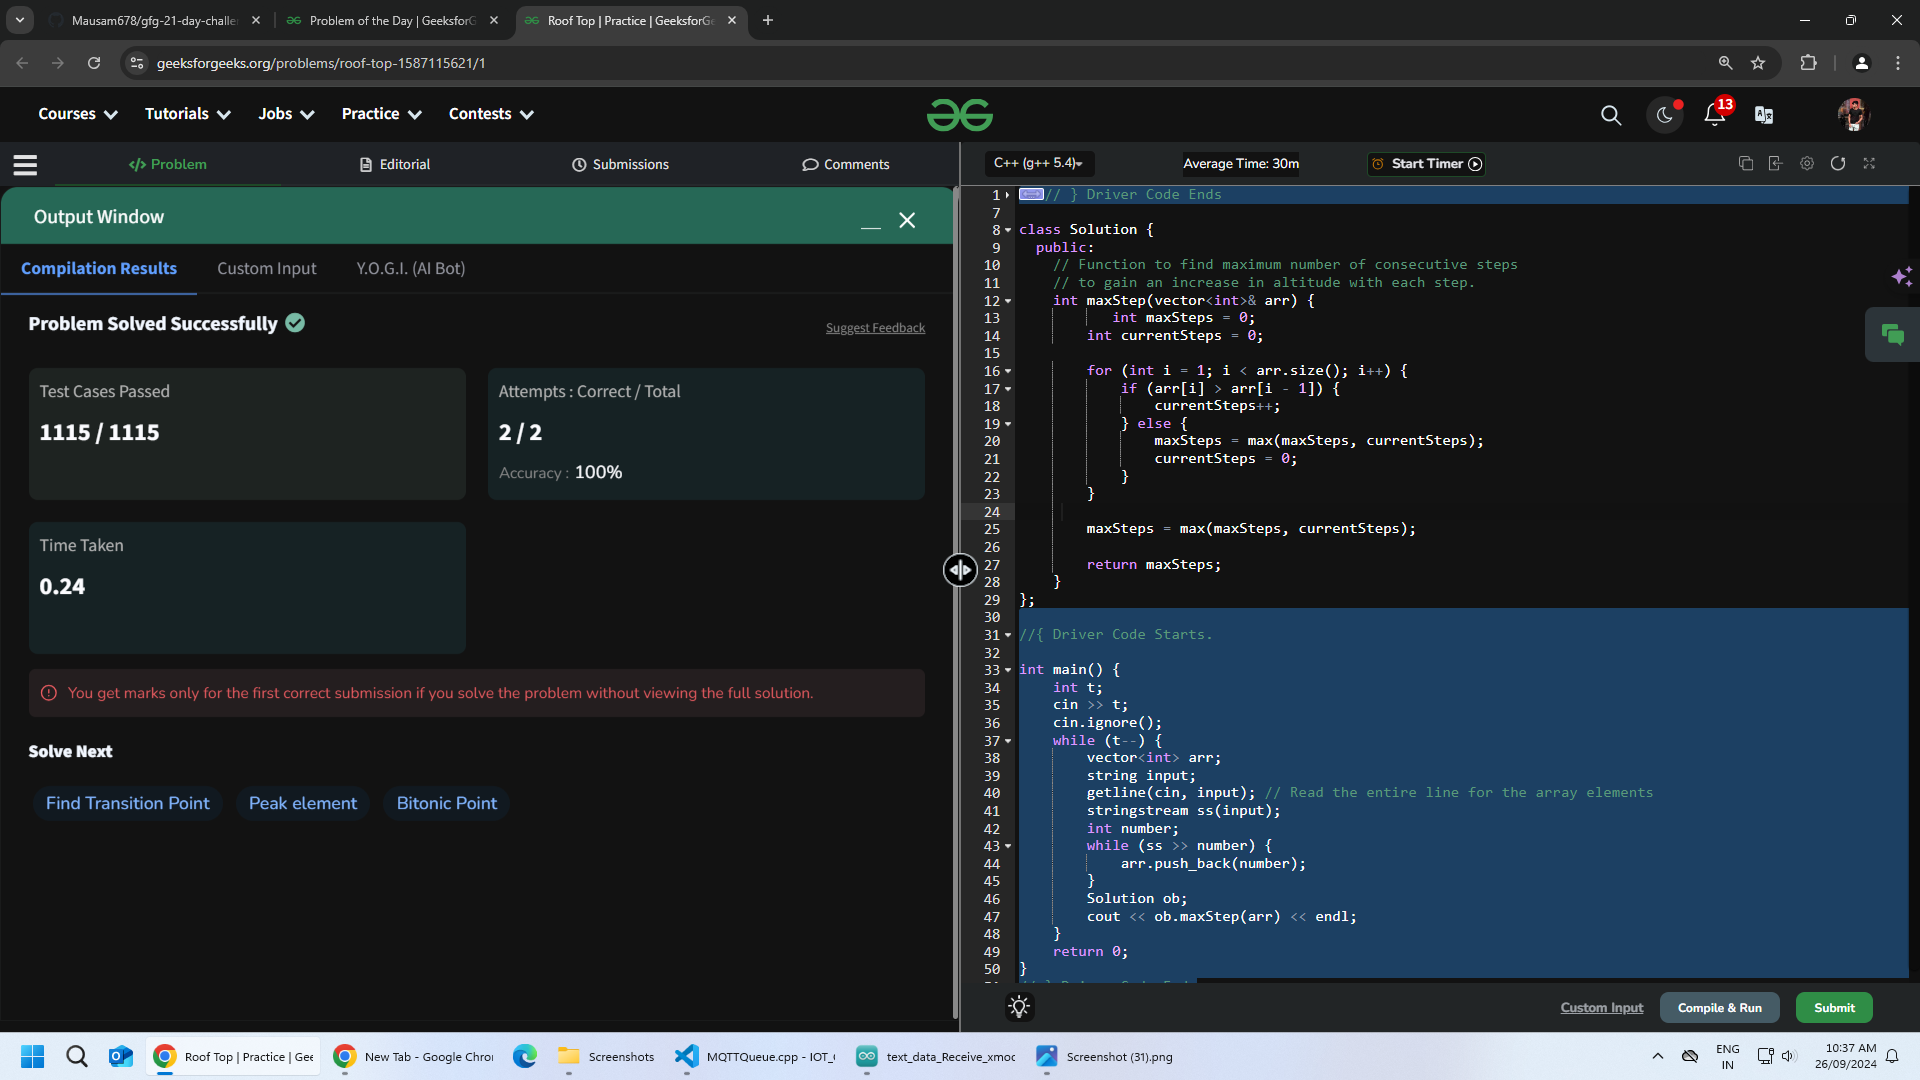 Mausam678/gfg-21-day-challe
Problem of the Day | GeeksforG
Roof Top | Practice | GeeksforGe
geeksforgeeks.org/problems/roof-top-1587115621/1
Courses
Tutorials
Jobs
Practice
Contests
13
Problem
Editorial
Submissions
Comments
C++ (g++ 5.4)
Average Time: 30m
Start Timer
Output Window
Compilation Results
Custom Input
Y.O.G.I. (AI Bot)
Problem Solved Successfully
Suggest Feedback
Test Cases Passed
1115 / 1115
Attempts : Correct / Total
2 / 2
Accuracy : 100%
Time Taken
0.24
You get marks only for the first correct submission if you solve the problem without viewing the full solution.
Solve Next
Find Transition Point
Peak element
Bitonic Point
1 // } Driver Code Ends
7
8 class Solution {
9 public:
10 // Function to find maximum number of consecutive steps
11 // to gain an increase in altitude with each step.
12 int maxStep(vector<int>& arr) {
13 int maxSteps = 0;
14 int currentSteps = 0;
15
16 for (int i = 1; i < arr.size(); i++) {
17 if (arr[i] > arr[i - 1]) {
18 currentSteps++;
19 } else {
20 maxSteps = max(maxSteps, currentSteps);
21 currentSteps = 0;
22 }
23 }
24
25 maxSteps = max(maxSteps, currentSteps);
26
27 return maxSteps;
28 }
29 };
30
31 //{ Driver Code Starts.
32
33 int main() {
34 int t;
35 cin >> t;
36 cin.ignore();
37 while (t--) {
38 vector<int> arr;
39 string input;
40 getline(cin, input); // Read the entire line for the array elements
41 stringstream ss(input);
42 int number;
43 while (ss >> number) {
44 arr.push_back(number);
45 }
46 Solution ob;
47 cout << ob.maxStep(arr) << endl;
48 }
49 return 0;
50 }
Custom Input
Compile & Run
Submit
Roof Top | Practice | Gee
New Tab - Google Chro
Screenshots
MQTTQueue.cpp - IOT_
text_data_Receive_xmoc
Screenshot (31).png
ENG
IN
10:37 AM
26/09/2024